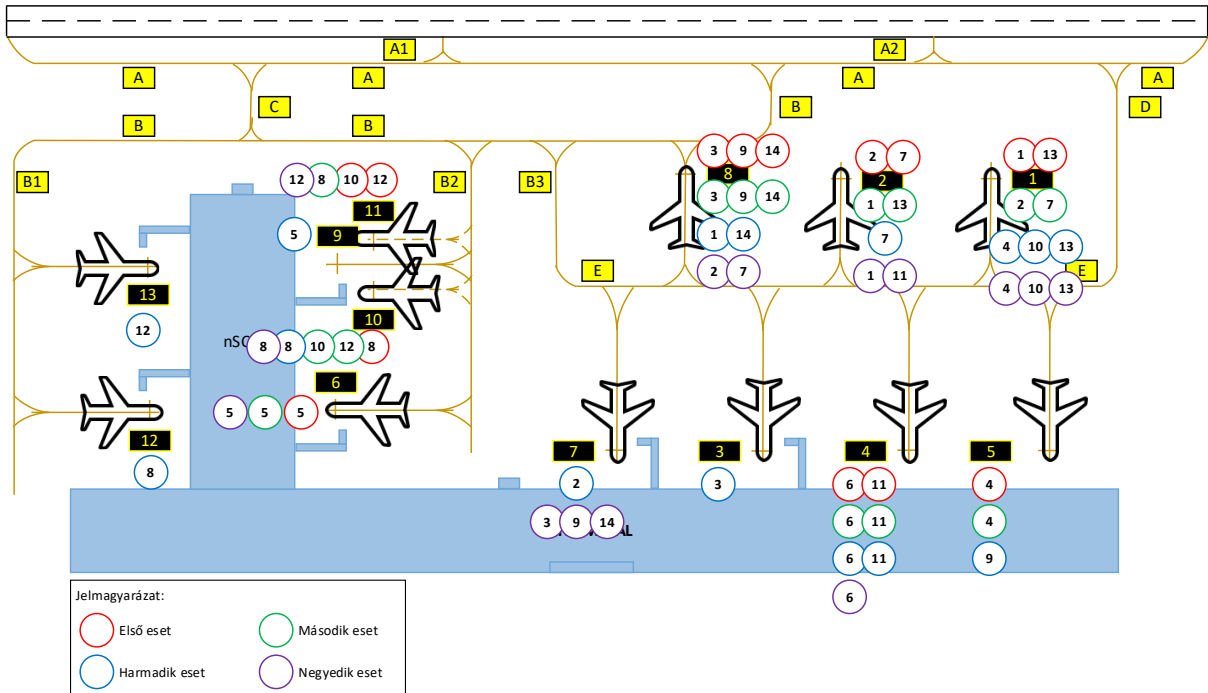 A1 A2
A A A A
C B D
B B
3 9 14 2 7 1 13
12 8 10 12 B1 B2 B3 8 2 1
11 3 9 14 1 13 2 7
5 9 1 14 7 4 10 13
E 2 7 1 11 4 10 13 E
13
12 10
nSC 8 8 10 12 8
6
5 5 5
12 7 3 4 5
8 2 3 6 11 4
3 9 14 AL 6 11 4
6 11 9
Jelmagyarázat: 6
Első eset Második eset
Harmadik eset Negyedik eset